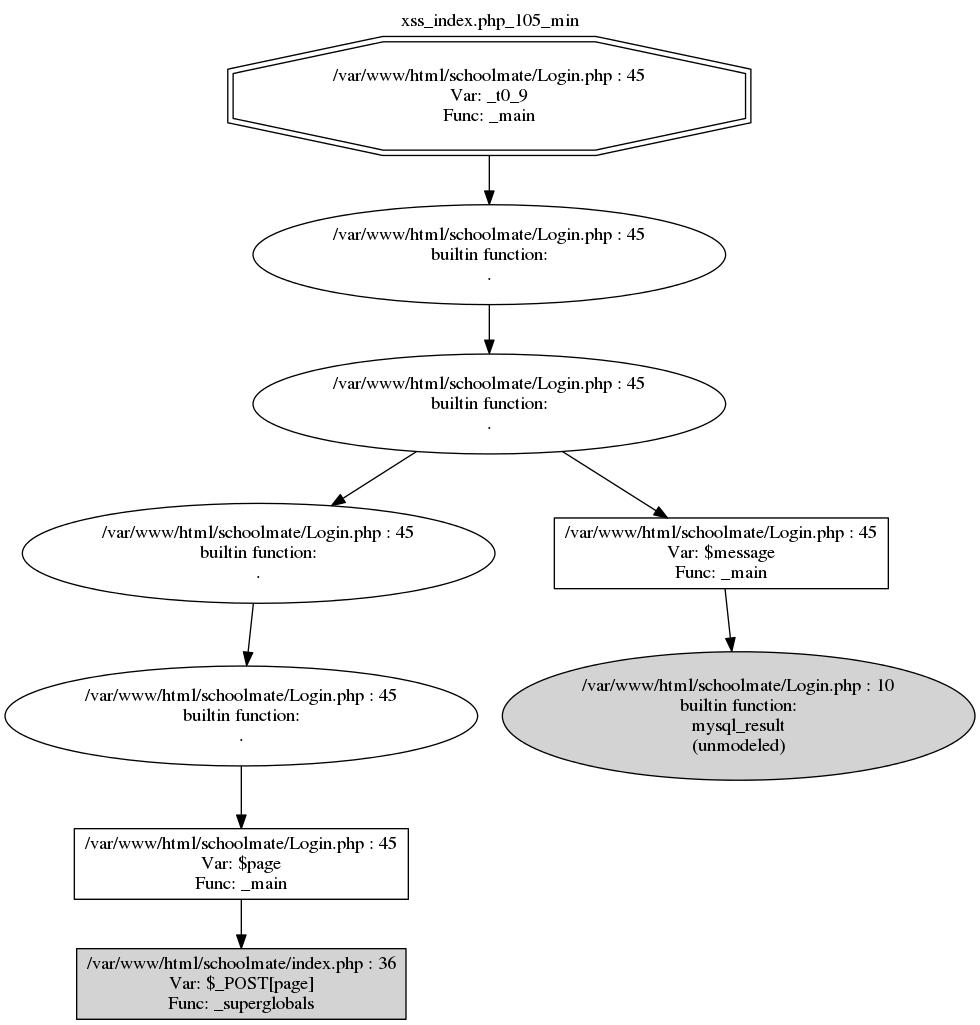 xss_index.php_105_min
/var/www/html/schoolmate/Login.php : 45
Var: _t0_9
Func: _main
/var/www/html/schoolmate/Login.php : 45
builtin function:
.
/var/www/html/schoolmate/Login.php : 45
builtin function:
.
/var/www/html/schoolmate/Login.php : 45
builtin function:
.
/var/www/html/schoolmate/Login.php : 45
Var: $message
Func: _main
/var/www/html/schoolmate/Login.php : 45
builtin function:
.
/var/www/html/schoolmate/Login.php : 10
builtin function:
mysql_result
(unmodeled)
/var/www/html/schoolmate/Login.php : 45
Var: $page
Func: _main
/var/www/html/schoolmate/index.php : 36
Var: $_POST[page]
Func: _superglobals